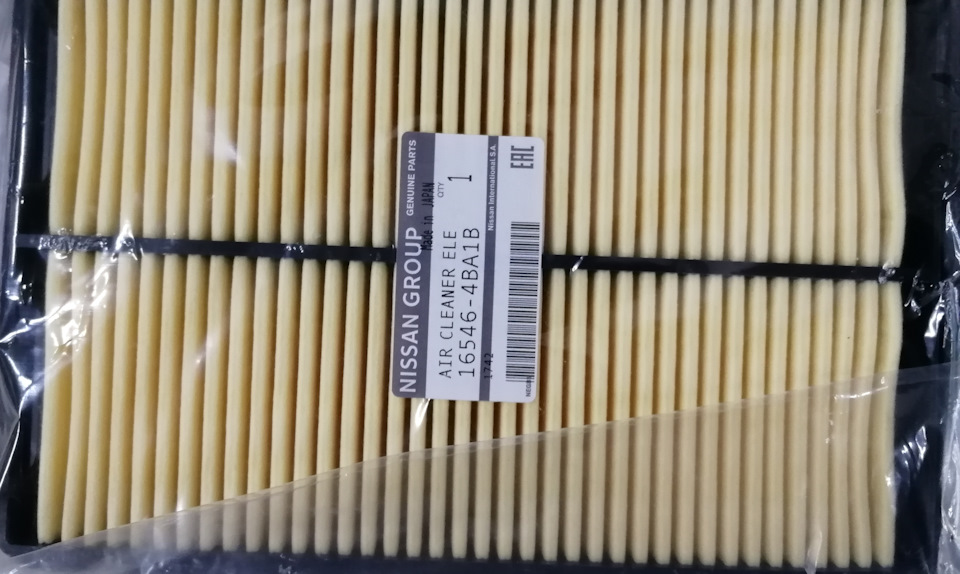 NISSAN GROUP GENUINE PARTS
Made in JAPAN
AIR CLEANER ELE
QTY
1
16546-4BA1B
1742
Nissan International S.A.
EAC